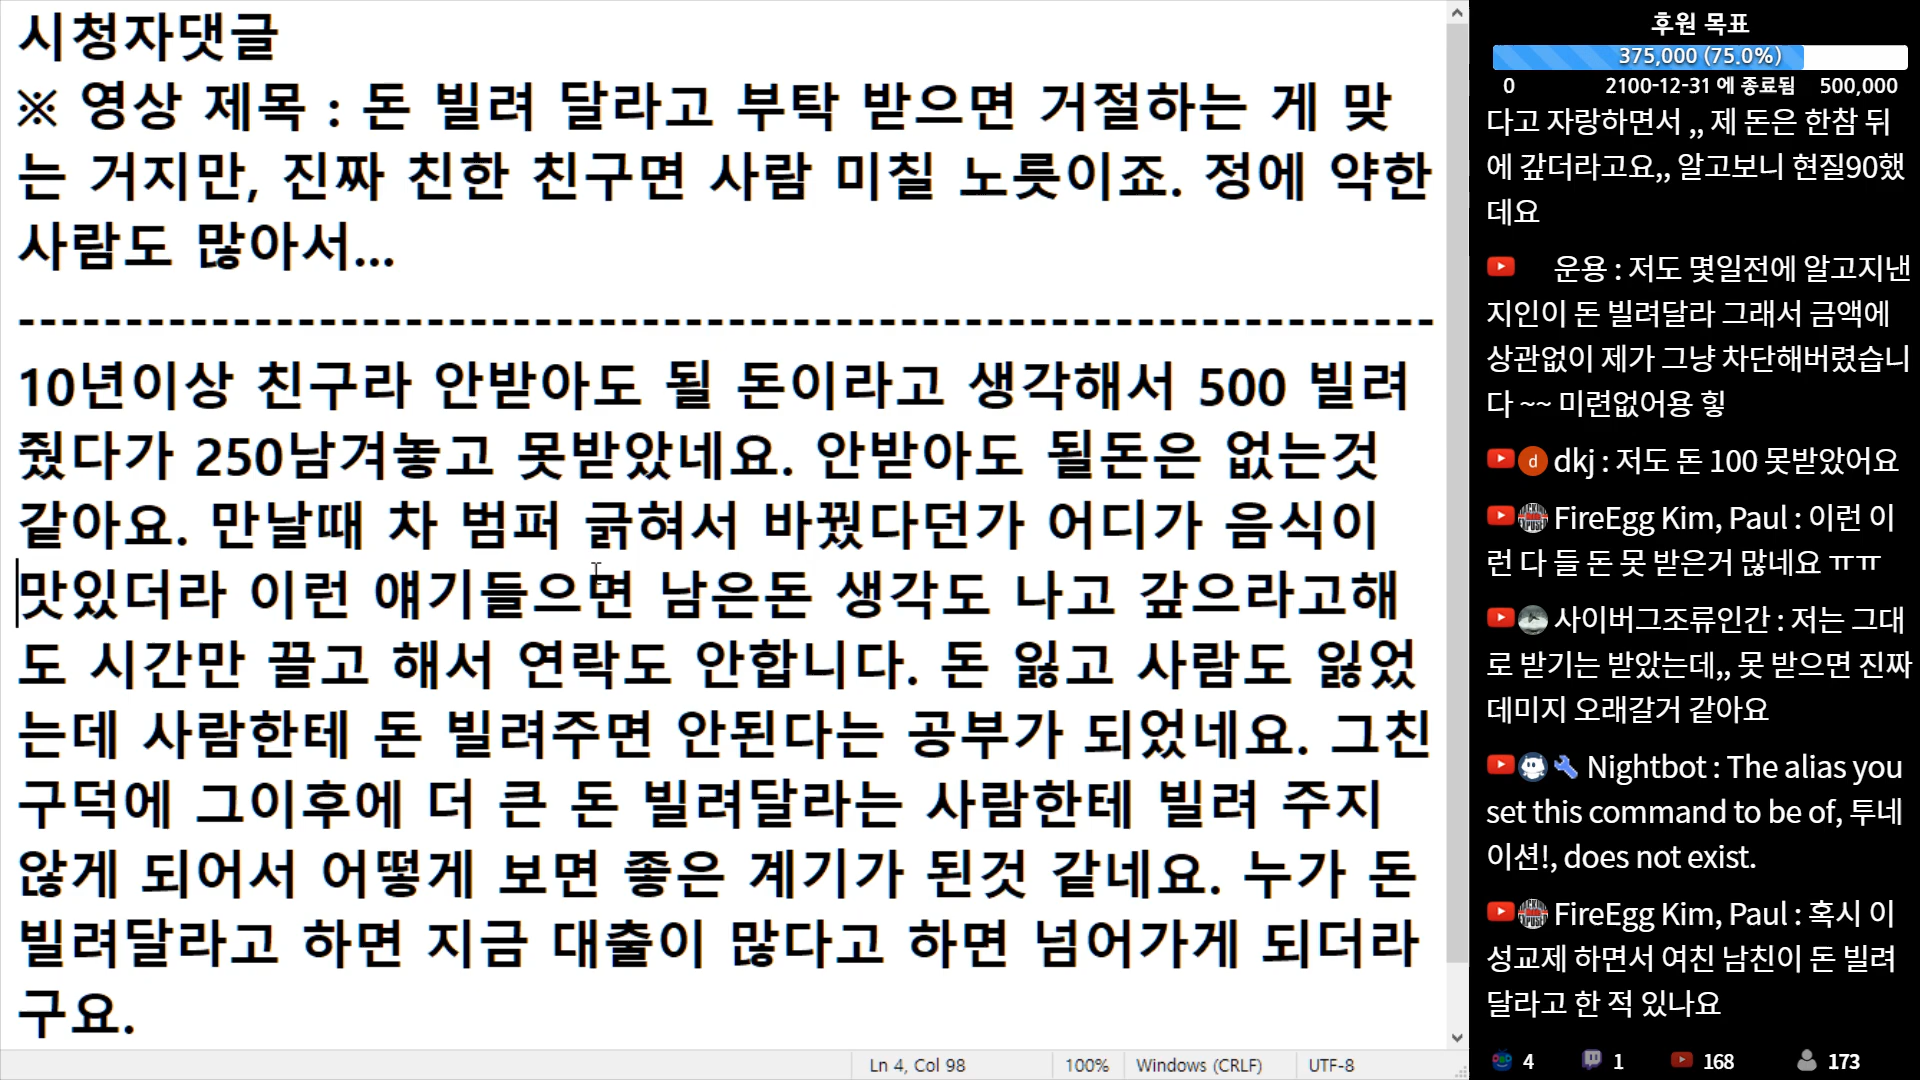 시청자댓글
※ 영상 제목 : 돈 빌려 달라고 부탁 받으면 거절하는 게 맞
는 거지만, 진짜 친한 친구면 사람 미칠 노릇이죠. 정에 약한
사람도 많아서...
------------------------------------------------------------------
10년이상 친구라 안받아도 될 돈이라고 생각해서 500 빌려
줬다가 250남겨놓고 못받았네요. 안받아도 될돈은 없는것
같아요. 만날때 차 범퍼 긁혀서 바꿨다던가 어디가 음식이
맛있더라 이런 얘기들으면 남은돈 생각도 나고 갚으라고해
도 시간만 끌고 해서 연락도 안합니다. 돈 잃고 사람도 잃었
는데 사람한테 돈 빌려주면 안된다는 공부가 되었네요. 그친
구덕에 그이후에 더 큰 돈 빌려달라는 사람한테 빌려 주지
않게 되어서 어떻게 보면 좋은 계기가 된것 같네요. 누가 돈
빌려달라고 하면 지금 대출이 많다고 하면 넘어가게 되더라
구요.
Ln 4, Col 98
100%
Windows (CRLF)
UTF-8
후원 목표
375,000 (75.0%)
0 2100-12-31 에 종료됨 500,000
다고 자랑하면서 ,, 제 돈은 한참 뒤
에 갚더라고요,, 알고보니 현질90했
데요
운용 : 저도 몇일전에 알고지낸
지인이 돈 빌려달라 그래서 금액에
상관없이 제가 그냥 차단해버렸습니
다 ~~ 미련없어용 힣
d dkj : 저도 돈 100 못받았어요
FireEgg Kim, Paul : 이런 이
런 다 들 돈 못 받은거 많네요 ㅠㅠ
사이버그조류인간 : 저는 그대
로 받기는 받았는데,, 못 받으면 진짜
데미지 오래갈거 같아요
Nightbot : The alias you
set this command to be of, 투네
이션!, does not exist.
FireEgg Kim, Paul : 혹시 이
성교제 하면서 여친 남친이 돈 빌려
달라고 한 적 있나요
4 1 168 173